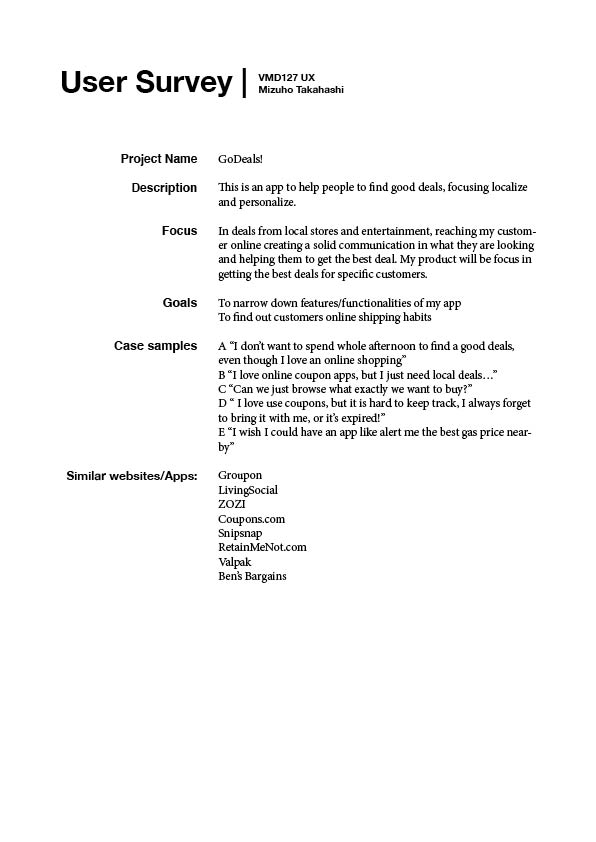 User Survey |
VMD127 UX
Mizuho Takahashi
Project Name
GoDeals!
Description
This is an app to help people to find good deals, focusing localize
and personalize.
Focus
In deals from local stores and entertainment, reaching my custom-
er online creating a solid communication in what they are looking
and helping them to get the best deal. My product will be focus in
getting the best deals for specific customers.
Goals
To narrow down features/functionalities of my app
To find out customers online shipping habits
Case samples
A “I don’t want to spend whole afternoon to find a good deals,
even though I love an online shopping”
B “I love online coupon apps, but I just need local deals…”
C “Can we just browse what exactly we want to buy?”
D “ I love use coupons, but it is hard to keep track, I always forget
to bring it with me, or it’s expired!”
E “I wish I could have an app like alert me the best gas price near-
by”
Similar websites/Apps:
Groupon
LivingSocial
ZOZI
Coupons.com
Snipsnap
RetainMeNot.com
Valpak
Ben’s Bargains